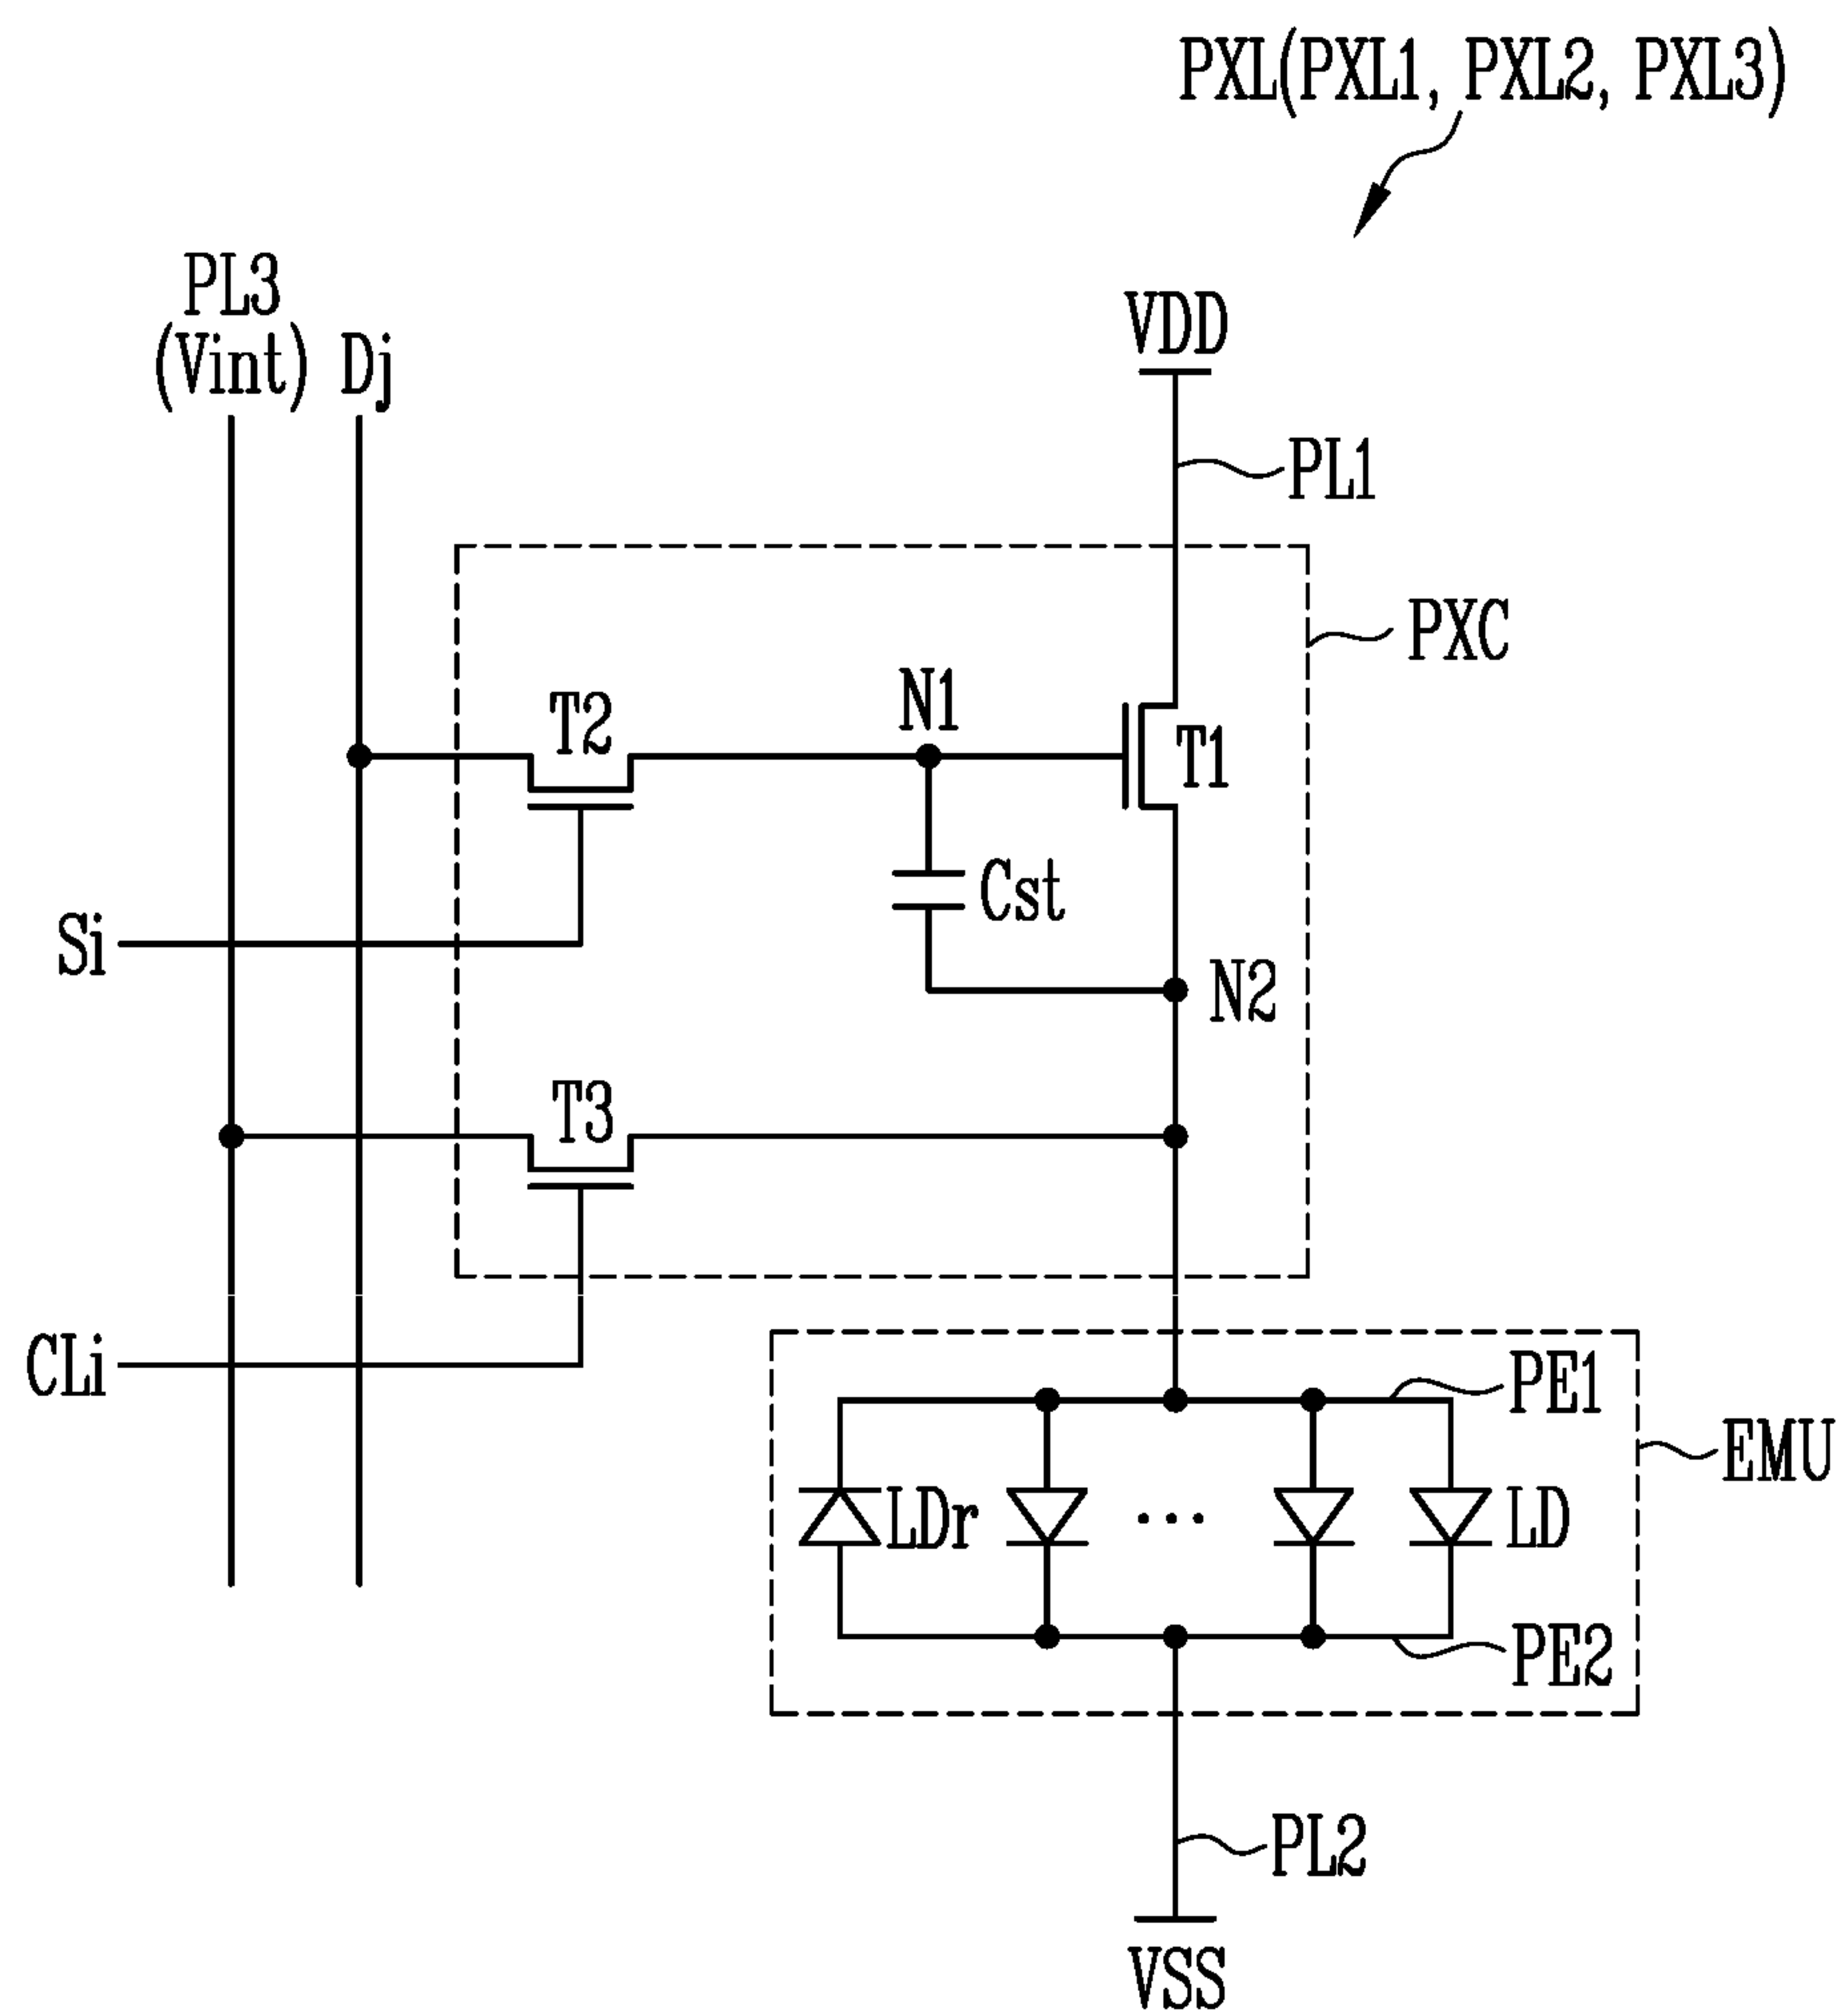 PXL(PXL1, PXL2, PXL3)
PL3
(Vint) Dj
VDD
PL1
PXC
N1
T2
T1
Cst
Si
N2
T3
CLi
PE1
EMU
LDr
LD
PE2
PL2
VSS